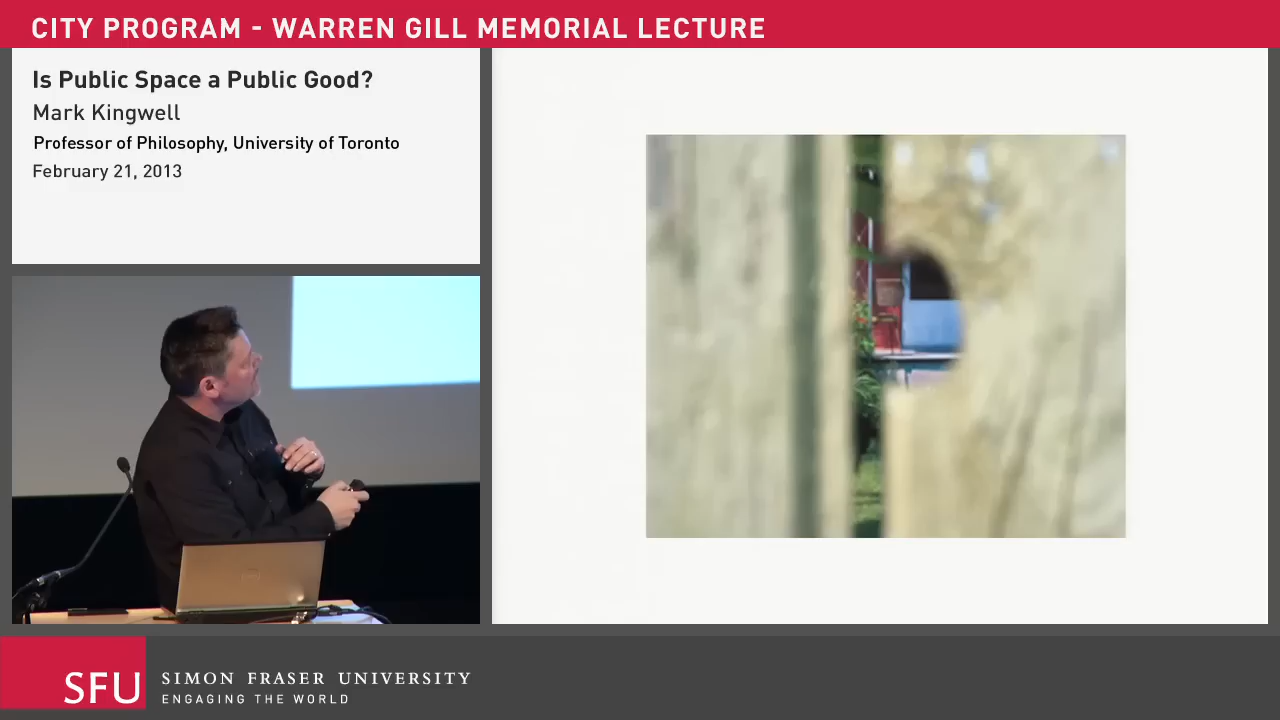 CITY PROGRAM - WARREN GILL MEMORIAL LECTURE
Is Public Space a Public Good?
Mark Kingwell
Professor of Philosophy, University of Toronto
February 21, 2013
SFU
SIMON FRASER UNIVERSITY
ENGAGING THE WORLD